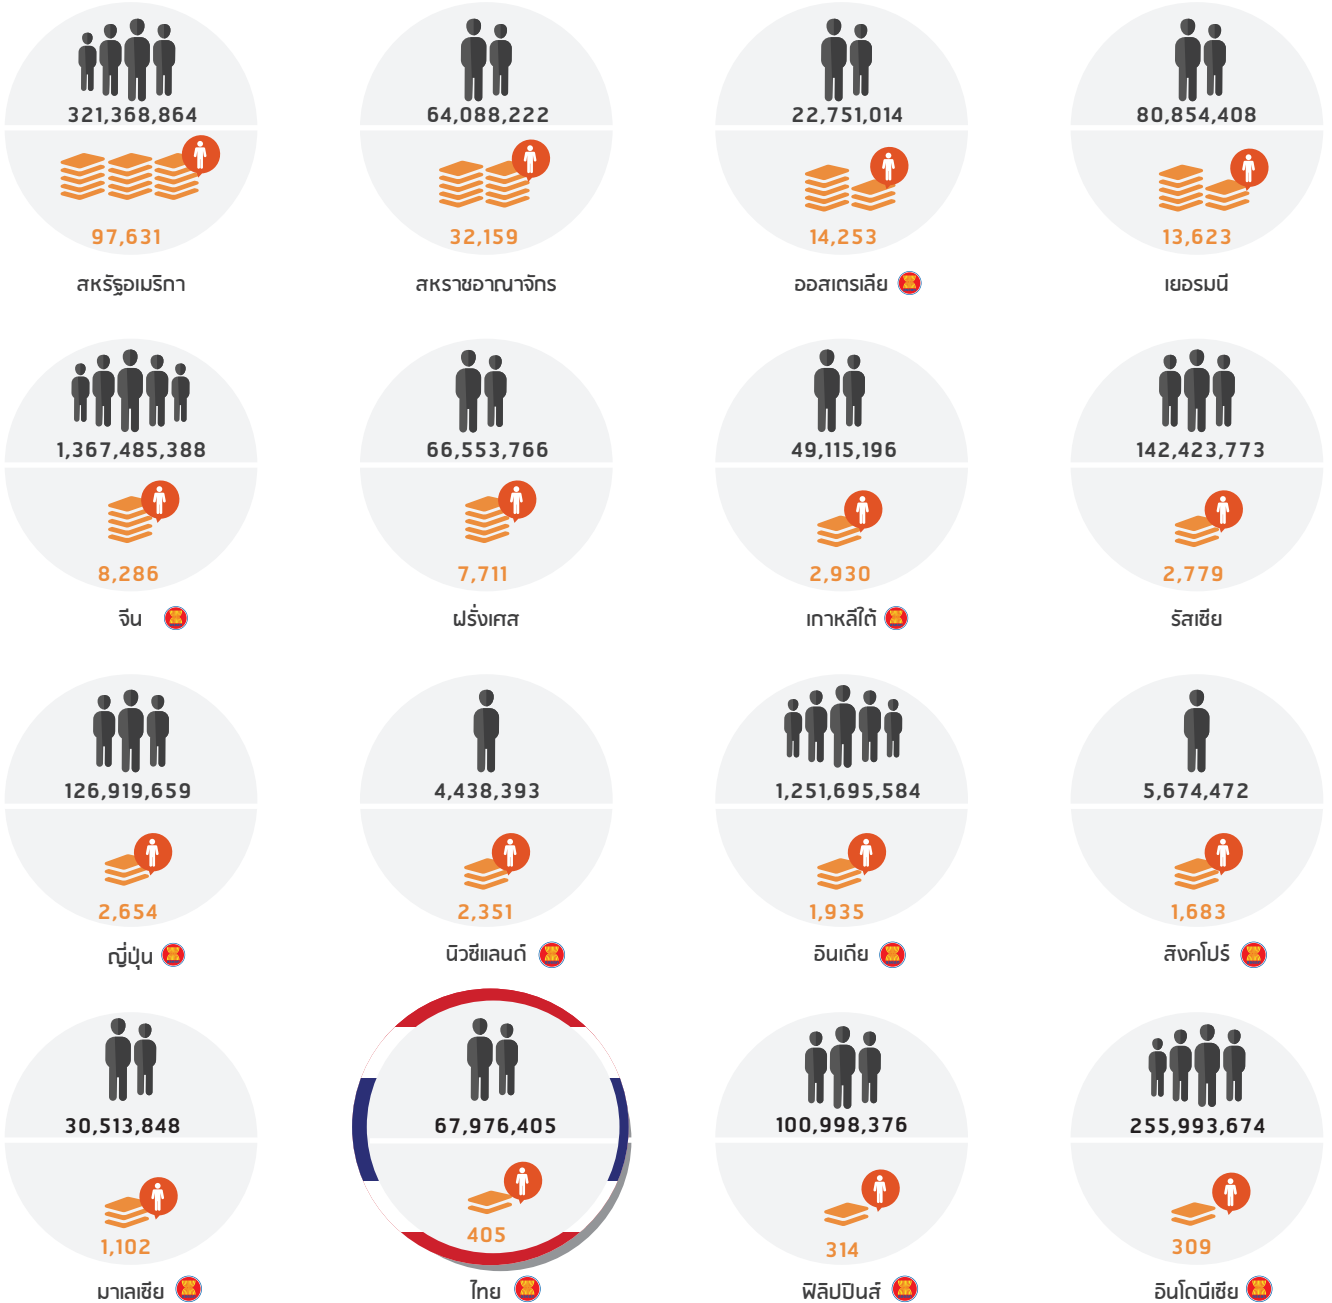 321,368,864
97,631
สหรัฐอเมริกา
64,088,222
32,159
สหราชอาณาจักร
22,751,014
14,253
ออสเตรเลีย
80,854,408
13,623
เยอรมนี
1,367,485,388
8,286
จีน
66,553,766
7,711
ฝรั่งเศส
49,115,196
2,930
เกาหลีใต้
142,423,773
2,779
รัสเซีย
126,919,659
2,654
ญี่ปุ่น
4,438,393
2,351
นิวซีแลนด์
1,251,695,584
1,935
อินเดีย
5,674,472
1,683
สิงคโปร์
30,513,848
1,102
มาเลเซีย
67,976,405
405
ไทย
100,998,376
314
ฟิลิปปินส์
255,993,674
309
อินโดนีเซีย